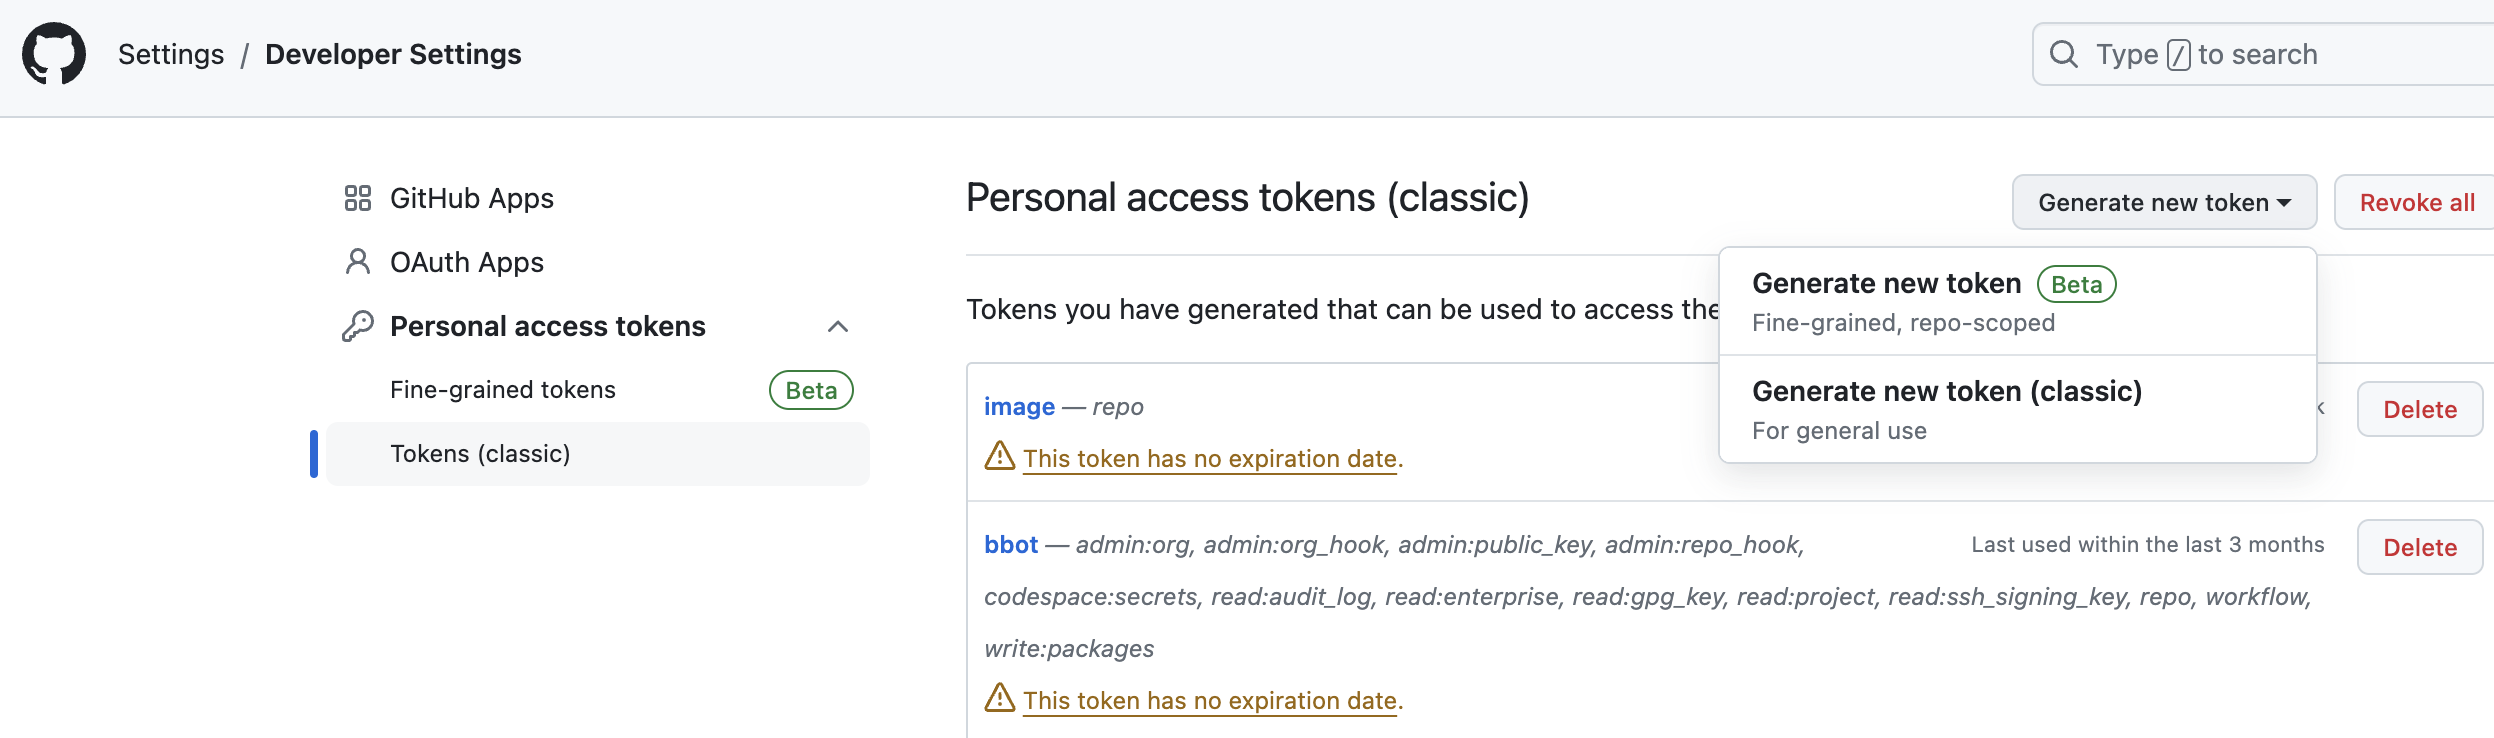 Settings / Developer Settings
Type / to search
GitHub Apps
OAuth Apps
Personal access tokens
Fine-grained tokens Beta
Tokens (classic)
Personal access tokens (classic)
Generate new token
Revoke all
Generate new token Beta
Fine-grained, repo-scoped
Generate new token (classic)
For general use
Tokens you have generated that can be used to access the
image — repo
Delete
This token has no expiration date.
bbot — admin:org, admin:org_hook, admin:public_key, admin:repo_hook,
Last used within the last 3 months
Delete
codespace:secrets, read:audit_log, read:enterprise, read:gpg_key, read:project, read:ssh_signing_key, repo, workflow,
write:packages
This token has no expiration date.